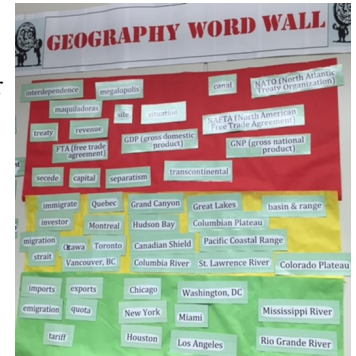 GEOGRAPHY WORD WALL
interdependence
megalopolis
canal
NATO (North Atlantic
Treaty Organization)
maquiladoras
site
situation
NAFTA (North American
Free Trade Agreement)
treaty
revenue
FTA (free trade
agreement)
GDP (gross domestic
product)
GNP (gross national
product)
secede
capital
separatism
transcontinental
immigrate
Quebec
Grand Canyon
Great Lakes
basin & range
investor
Montreal
Hudson Bay
Columbian Plateau
migration
Ottawa
Toronto
Canadian Shield
Pacific Coastal Range
strait
Vancouver, BC
Columbia River
St. Lawrence River
Colorado Plateau
imports
exports
Chicago
Washington, DC
emigration
quota
New York
Miami
Mississippi River
tariff
Houston
Los Angeles
Rio Grande River